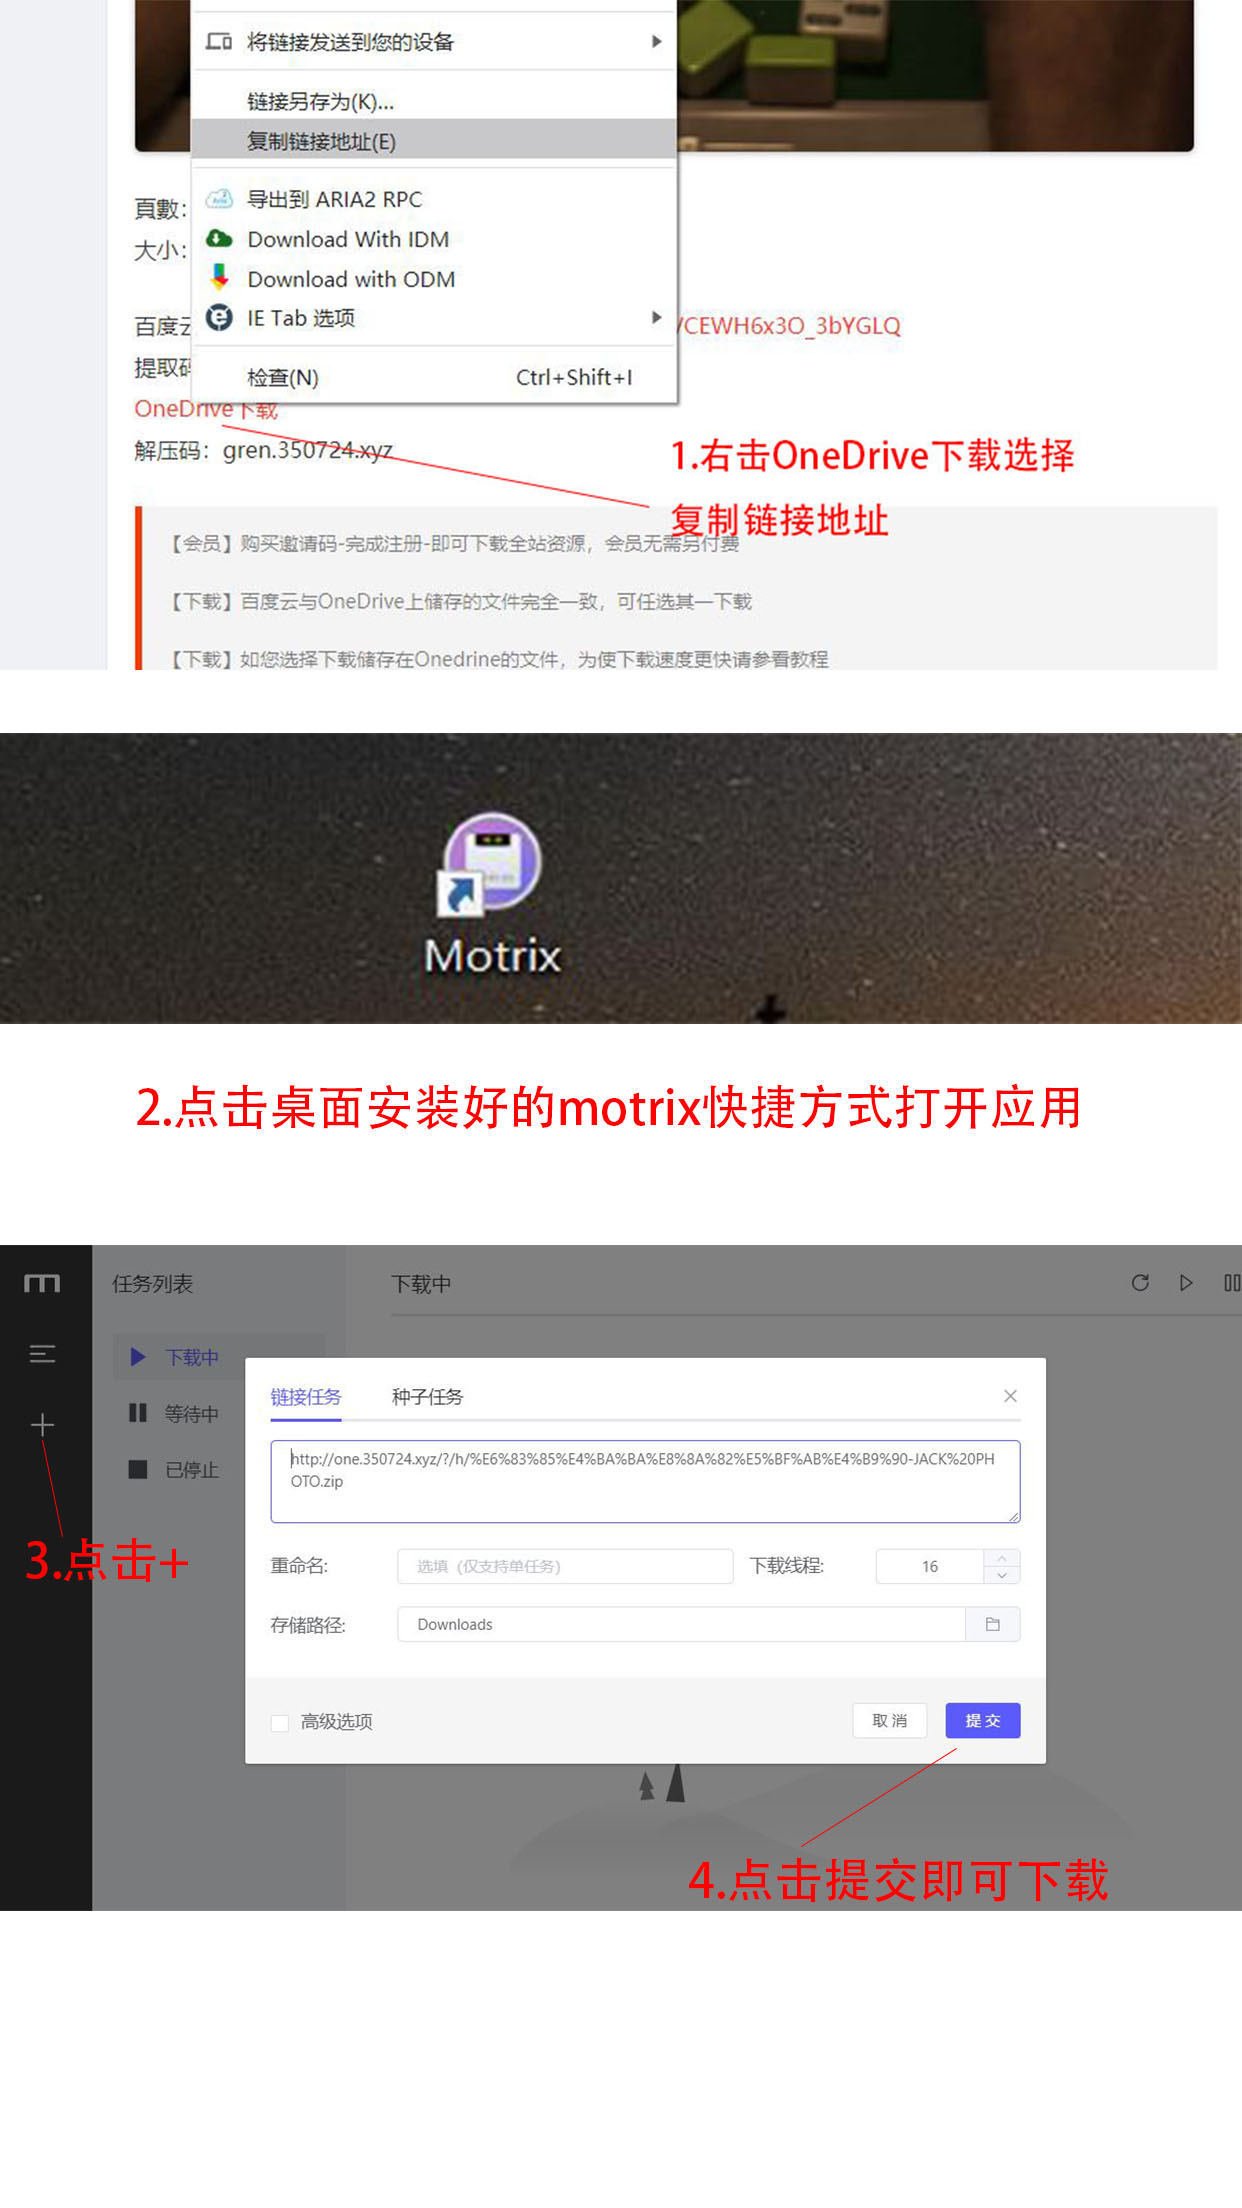 将链接发送到您的设备
链接另存为(K)...
复制链接地址(E)
頁數：
导出到 ARIA2 RPC
大小：
Download With IDM
Download with ODM
百度云
IE Tab 选项
/CEWH6x3O_3bYGLQ
提取码
检查(N) Ctrl+Shift+I
OneDrive下载
解压码：gren.350724.xyz
1.右击OneDrive下载选择
复制链接地址
【会员】购买邀请码-完成注册-即可下载全站资源，会员无需另付费
【下载】百度云与OneDrive上储存的文件完全一致，可任选其一下载
【下载】如您选择下载储存在Onedrine的文件，为使下载速度更快请参看教程
Motrix
2.点击桌面安装好的motrix快捷方式打开应用
任务列表
下载中
下载中
等待中
已停止
链接任务 种子任务
http://one.350724.xyz/?/h/%E6%83%85%E4%BA%BA%E8%8A%82%E5%BF%AB%E4%B9%90-JACK%20PH
OTO.zip
3.点击+
重命名: 选填（仅支持单任务） 下载线程: 16
存储路径: Downloads
高级选项 取 消 提 交
4.点击提交即可下载